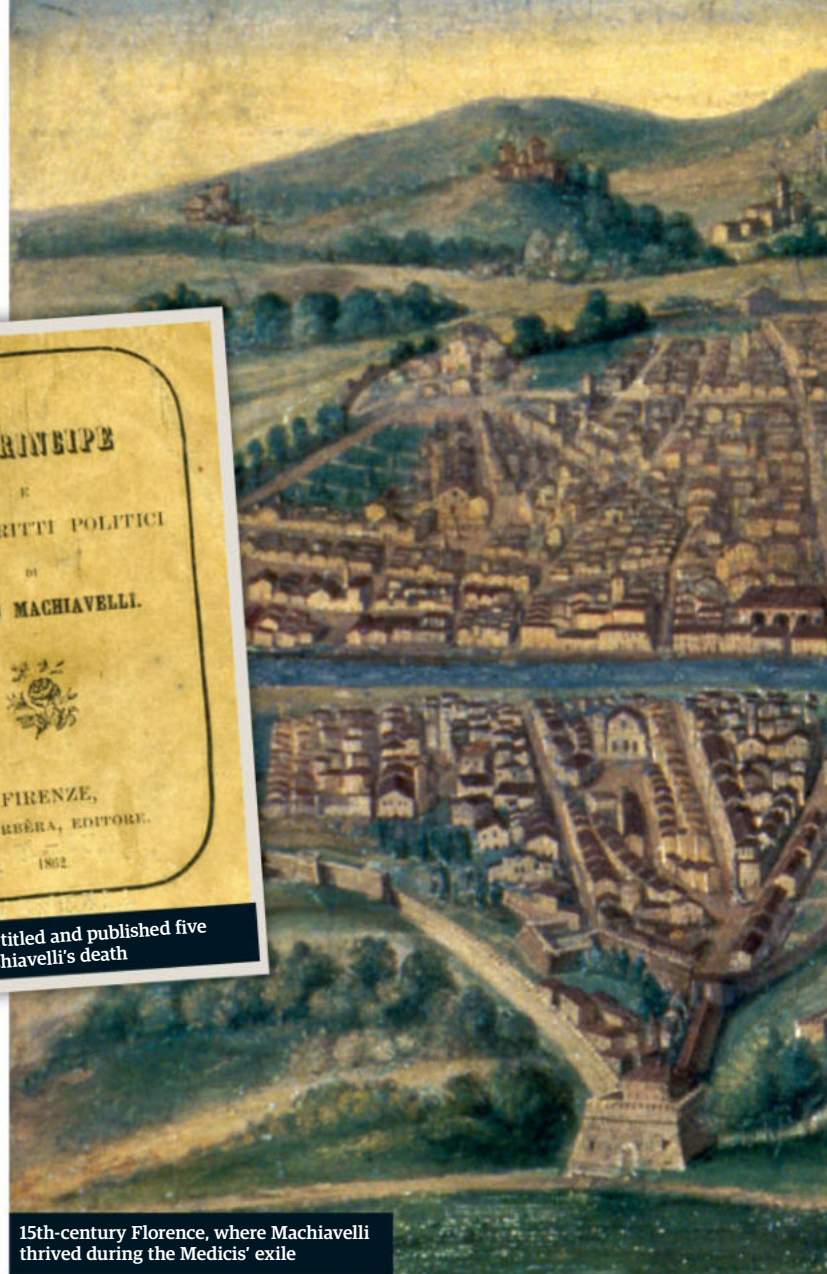 RINCIPE
E
RITTI POLITICI
DI
MACHIAVELLI.
FIRENZE,
RBÈRA, EDITORE.
1862.
titled and published five
hiavelli's death
15th-century Florence, where Machiavelli
thrived during the Medicis' exile